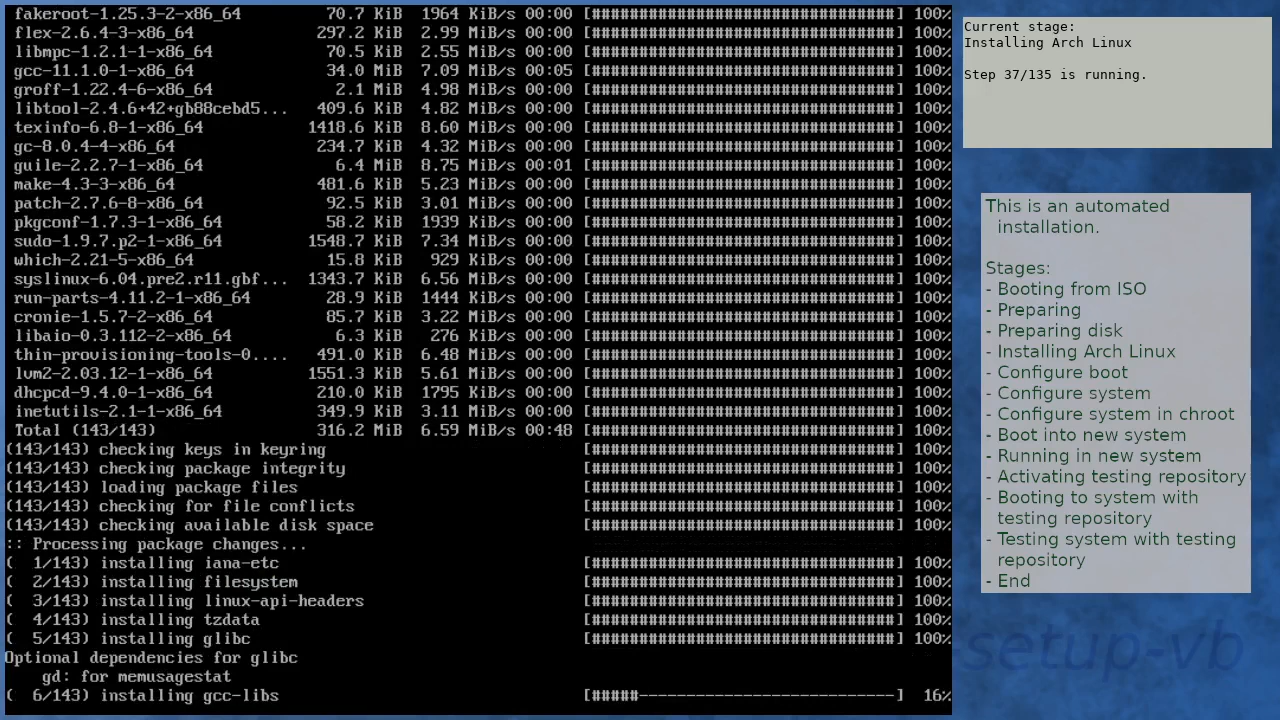 fakeroot-1.25.3-2-x86_64 70.7 KiB 1964 KiB/s 00:00 [################################] 100%
flex-2.6.4-3-x86_64 297.2 KiB 2.99 MiB/s 00:00 [################################] 100%
libmpc-1.2.1-1-x86_64 70.5 KiB 2.55 MiB/s 00:00 [################################] 100%
gcc-11.1.0-1-x86_64 34.0 MiB 7.09 MiB/s 00:05 [################################] 100%
groff-1.22.4-6-x86_64 2.1 MiB 4.98 MiB/s 00:00 [################################] 100%
libtool-2.4.6+42+gb88cebd5... 409.6 KiB 4.82 MiB/s 00:00 [################################] 100%
texinfo-6.8-1-x86_64 1418.6 KiB 8.60 MiB/s 00:00 [################################] 100%
gc-8.0.4-4-x86_64 234.7 KiB 4.32 MiB/s 00:00 [################################] 100%
guile-2.2.7-1-x86_64 6.4 MiB 8.75 MiB/s 00:01 [################################] 100%
make-4.3-3-x86_64 481.6 KiB 5.23 MiB/s 00:00 [################################] 100%
patch-2.7.6-8-x86_64 92.5 KiB 3.01 MiB/s 00:00 [################################] 100%
pkgconf-1.7.3-1-x86_64 58.2 KiB 1939 KiB/s 00:00 [################################] 100%
sudo-1.9.7.p2-1-x86_64 1548.7 KiB 7.34 MiB/s 00:00 [################################] 100%
which-2.21-5-x86_64 15.8 KiB 929 KiB/s 00:00 [################################] 100%
syslinux-6.04.pre2.r11.gbf... 1343.7 KiB 6.56 MiB/s 00:00 [################################] 100%
run-parts-4.11.2-1-x86_64 28.9 KiB 1444 KiB/s 00:00 [################################] 100%
cronie-1.5.7-2-x86_64 85.7 KiB 3.22 MiB/s 00:00 [################################] 100%
libaio-0.3.112-2-x86_64 6.3 KiB 276 KiB/s 00:00 [################################] 100%
thin-provisioning-tools-0.... 491.0 KiB 6.48 MiB/s 00:00 [################################] 100%
lvm2-2.03.12-1-x86_64 1551.3 KiB 5.61 MiB/s 00:00 [################################] 100%
dhcpcd-9.4.0-1-x86_64 210.0 KiB 1795 KiB/s 00:00 [################################] 100%
inetutils-2.1-1-x86_64 349.9 KiB 3.11 MiB/s 00:00 [################################] 100%
Total (143/143) 316.2 MiB 6.59 MiB/s 00:48 [################################] 100%
(143/143) checking keys in keyring [################################] 100%
(143/143) checking package integrity [################################] 100%
(143/143) loading package files [################################] 100%
(143/143) checking for file conflicts [################################] 100%
(143/143) checking available disk space [################################] 100%
:: Processing package changes...
( 1/143) installing iana-etc [################################] 100%
( 2/143) installing filesystem [################################] 100%
( 3/143) installing linux-api-headers [################################] 100%
( 4/143) installing tzdata [################################] 100%
( 5/143) installing glibc [################################] 100%
Optional dependencies for glibc
gd: for memusagestat
( 6/143) installing gcc-libs [#####---------------------------] 16%
Current stage:
Installing Arch Linux
Step 37/135 is running.
This is an automated
installation.
Stages:
- Booting from ISO
- Preparing
- Preparing disk
- Installing Arch Linux
- Configure boot
- Configure system
- Configure system in chroot
- Boot into new system
- Running in new system
- Activating testing repository
- Booting to system with
testing repository
- Testing system with testing
repository
- End
-setup-vb